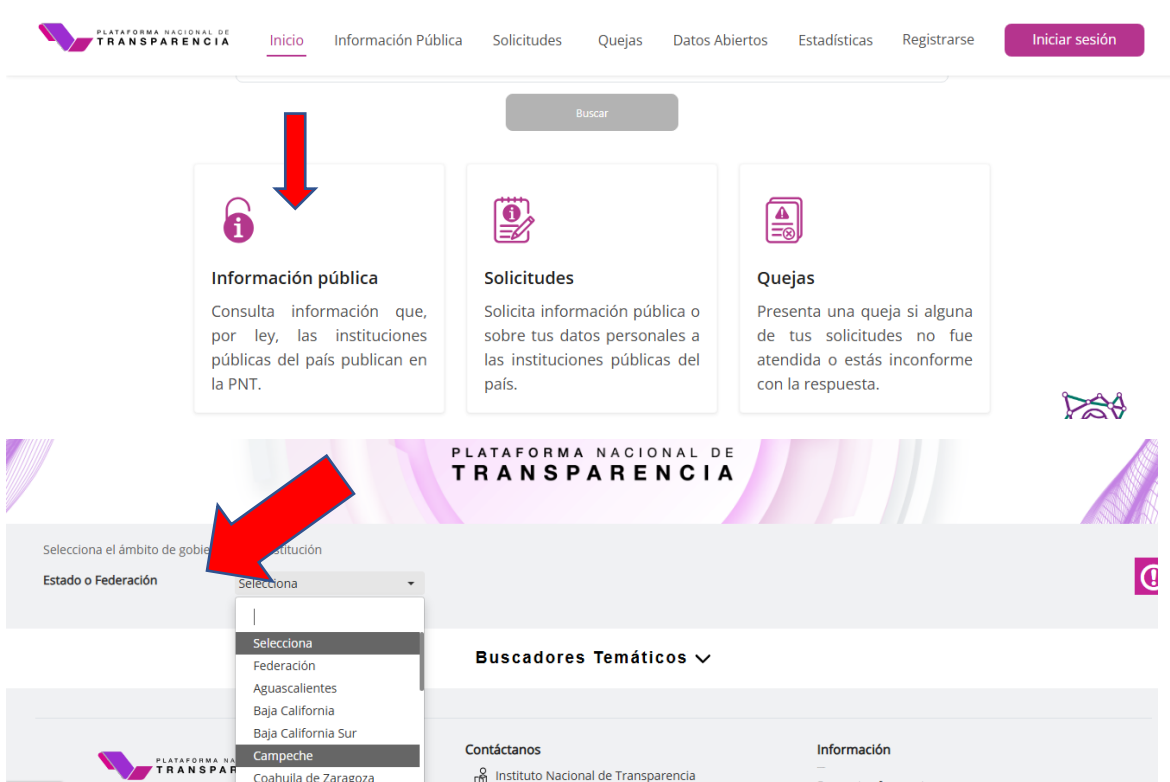 PLATAFORMA NACIONAL DE
TRANSPARENCIA
Inicio
Información Pública
Solicitudes
Quejas
Datos Abiertos
Estadísticas
Registrarse
Iniciar sesión
Buscar
Información pública
Consulta información que,
por ley, las instituciones
públicas del país publican en
la PNT.
Solicitudes
Solicita información pública o
sobre tus datos personales a
las instituciones públicas del
país.
Quejas
Presenta una queja si alguna
de tus solicitudes no fue
atendida o estás inconforme
con la respuesta.
PLATAFORMA NACIONAL DE
TRANSPARENCIA
Selecciona el ámbito de
Estado o Federación
Selecciona
Selecciona
Federación
Aguascalientes
Baja California
Baja California Sur
Campeche
Coahuila de Zaragoza
Buscadores Temáticos
PLATAFORMA NA
TRANSPAR
Contáctanos
Instituto Nacional de Transparencia
Información